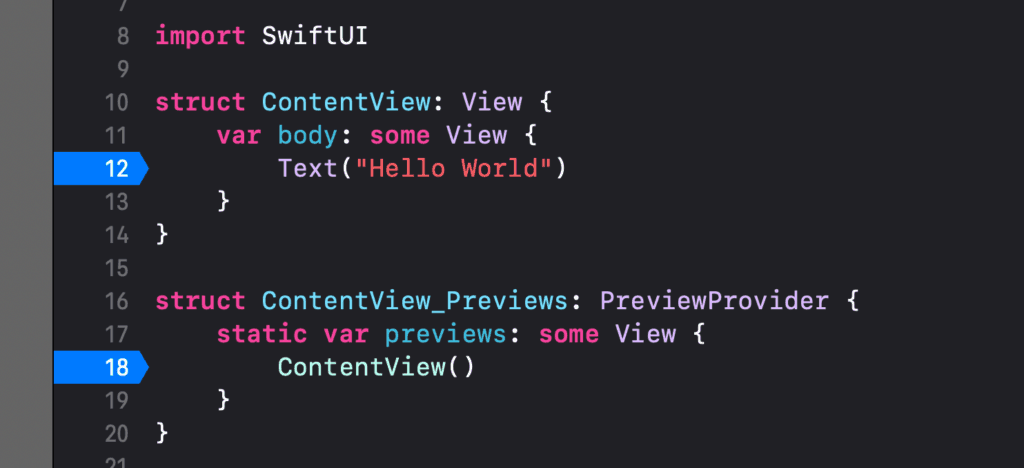 7
8 import SwiftUI
9
10 struct ContentView: View {
11     var body: some View {
12         Text("Hello World")
13     }
14 }
15
16 struct ContentView_Previews: PreviewProvider {
17     static var previews: some View {
18         ContentView()
19     }
20 }
21